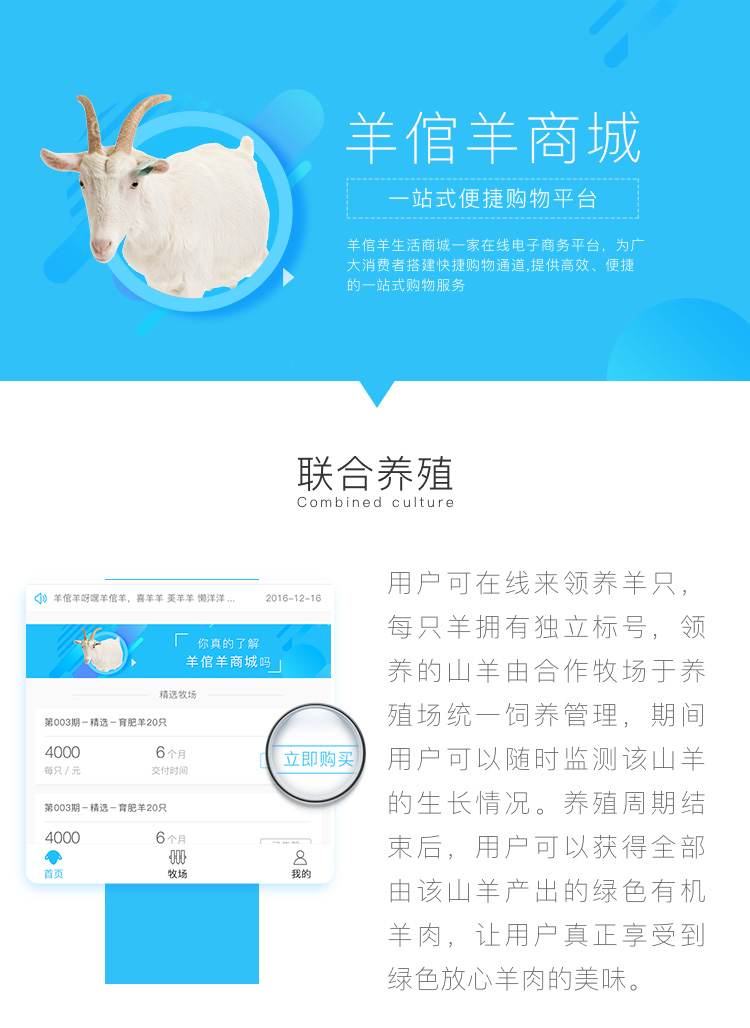 羊倌羊商城
一站式便捷购物平台
羊倌羊生活商城一家在线电子商务平台，为广
大消费者搭建快捷购物通道,提供高效、便捷
的一站式购物服务
联合养殖
Combined culture
羊倌羊呀嘿羊倌羊，喜羊羊 美羊羊 懒洋洋 ...
2016-12-16
你真的了解
羊倌羊商城吗
精选牧场
第003期－精选－育肥羊20只
4000
6个月
每只 / 元
交付时间
立即购买
第003期－精选－育肥羊20只
4000
6个月
首页
牧场
我的
用户可在线来领养羊只，
每只羊拥有独立标号，领
养的山羊由合作牧场于养
殖场统一饲养管理，期间
用户可以随时监测该山羊
的生长情况。养殖周期结
束后，用户可以获得全部
由该山羊产出的绿色有机
羊肉，让用户真正享受到
绿色放心羊肉的美味。